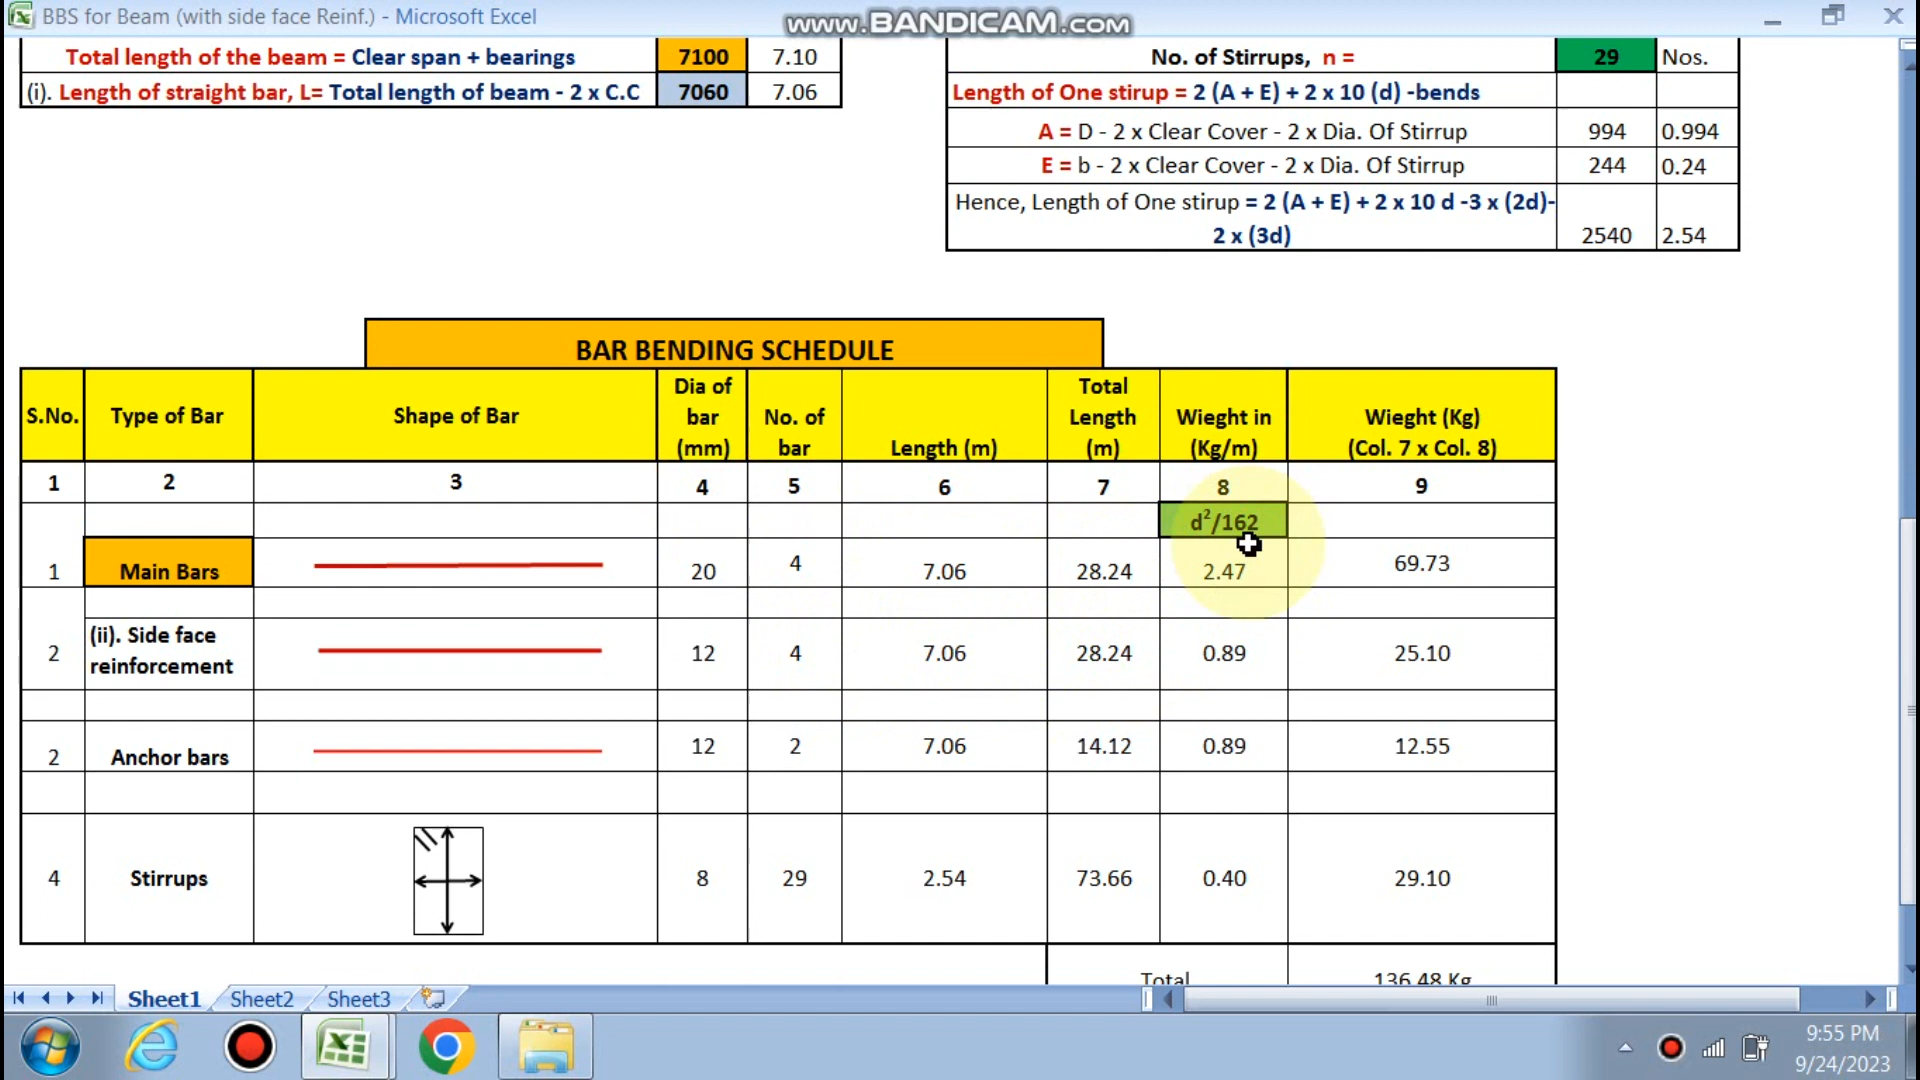 BBS for Beam (with side face Reinf.) - Microsoft Excel
www.BANDICAM.com
Total length of the beam = Clear span + bearings 7100 7.10
(i). Length of straight bar, L= Total length of beam - 2 x C.C 7060 7.06
No. of Stirrups, n = 29 Nos.
Length of One stirup = 2 (A + E) + 2 x 10 (d) -bends
A = D - 2 x Clear Cover - 2 x Dia. Of Stirrup 994 0.994
E = b - 2 x Clear Cover - 2 x Dia. Of Stirrup 244 0.24
Hence, Length of One stirup = 2 (A + E) + 2 x 10 d -3 x (2d)-
2 x (3d) 2540 2.54
BAR BENDING SCHEDULE
S.No. Type of Bar Shape of Bar Dia of bar (mm) No. of bar Length (m) Total Length (m) Wieght in (Kg/m) Wieght (Kg) (Col. 7 x Col. 8)
1 2 3 4 5 6 7 8 9
d²/162
1 Main Bars 20 4 7.06 28.24 2.47 69.73
2 (ii). Side face reinforcement 12 4 7.06 28.24 0.89 25.10
2 Anchor bars 12 2 7.06 14.12 0.89 12.55
4 Stirrups 8 29 2.54 73.66 0.40 29.10
Total 136.48 Kg
Sheet1 Sheet2 Sheet3
9:55 PM
9/24/2023